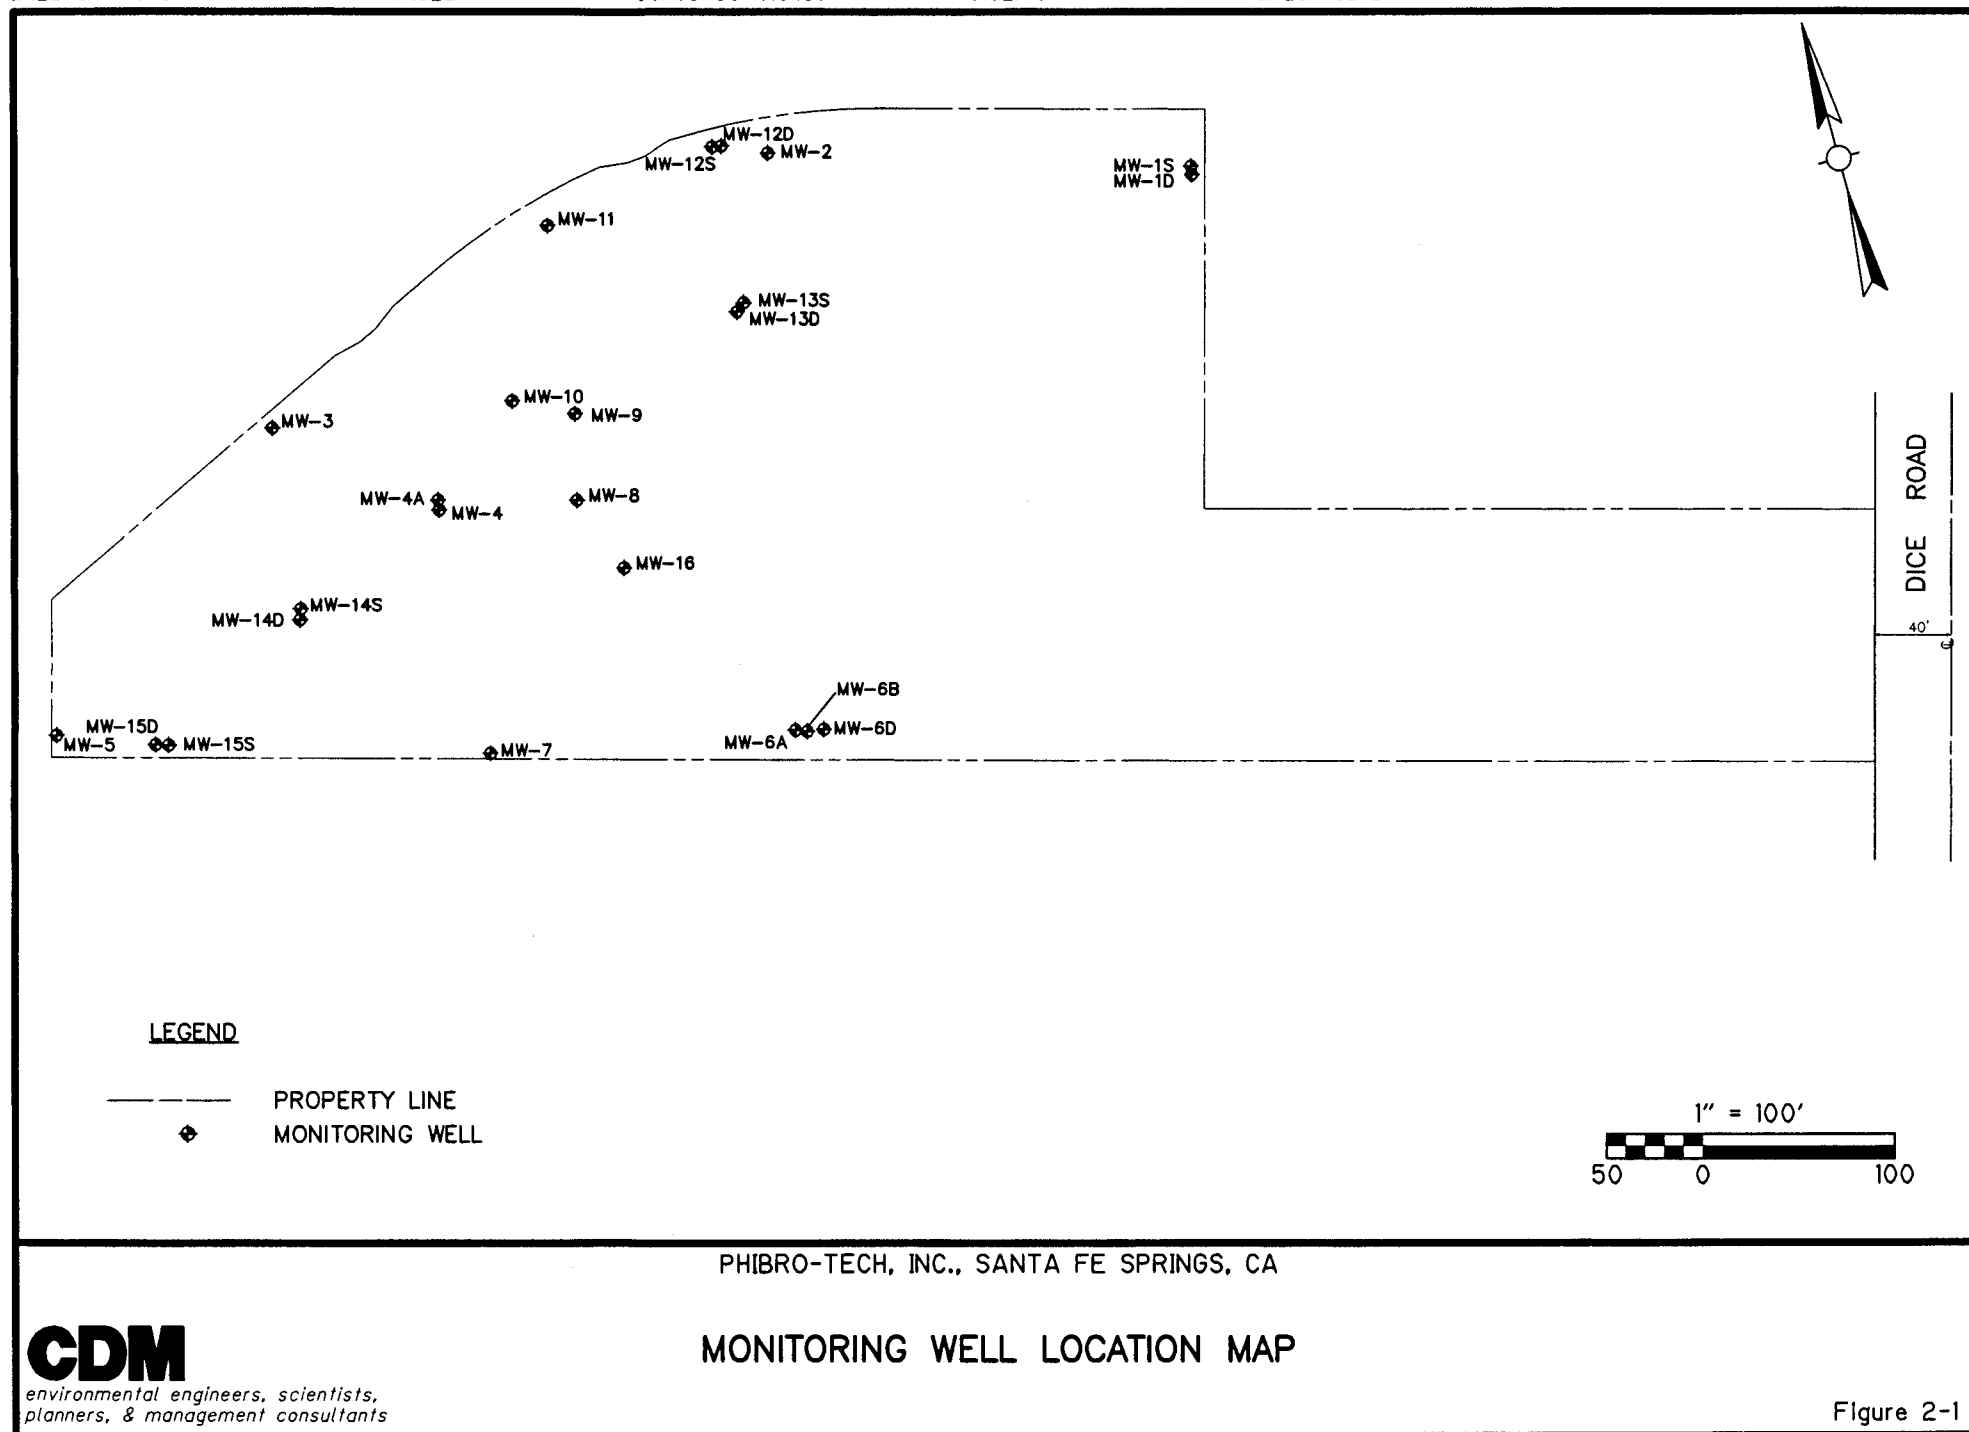 MW-12D
MW-2
MW-12S
MW-1S
MW-1D
MW-11
MW-13S
MW-13D
MW-10
MW-9
MW-3
MW-4A
MW-4
MW-8
MW-16
MW-14S
MW-14D
DICE ROAD
40'
MW-6B
MW-15D
MW-5
MW-15S
MW-7
MW-6A
MW-6D
LEGEND
PROPERTY LINE
MONITORING WELL
1" = 100'
50 0 100
PHIBRO-TECH, INC., SANTA FE SPRINGS, CA
MONITORING WELL LOCATION MAP
CDM
environmental engineers, scientists,
planners, & management consultants
Figure 2-1